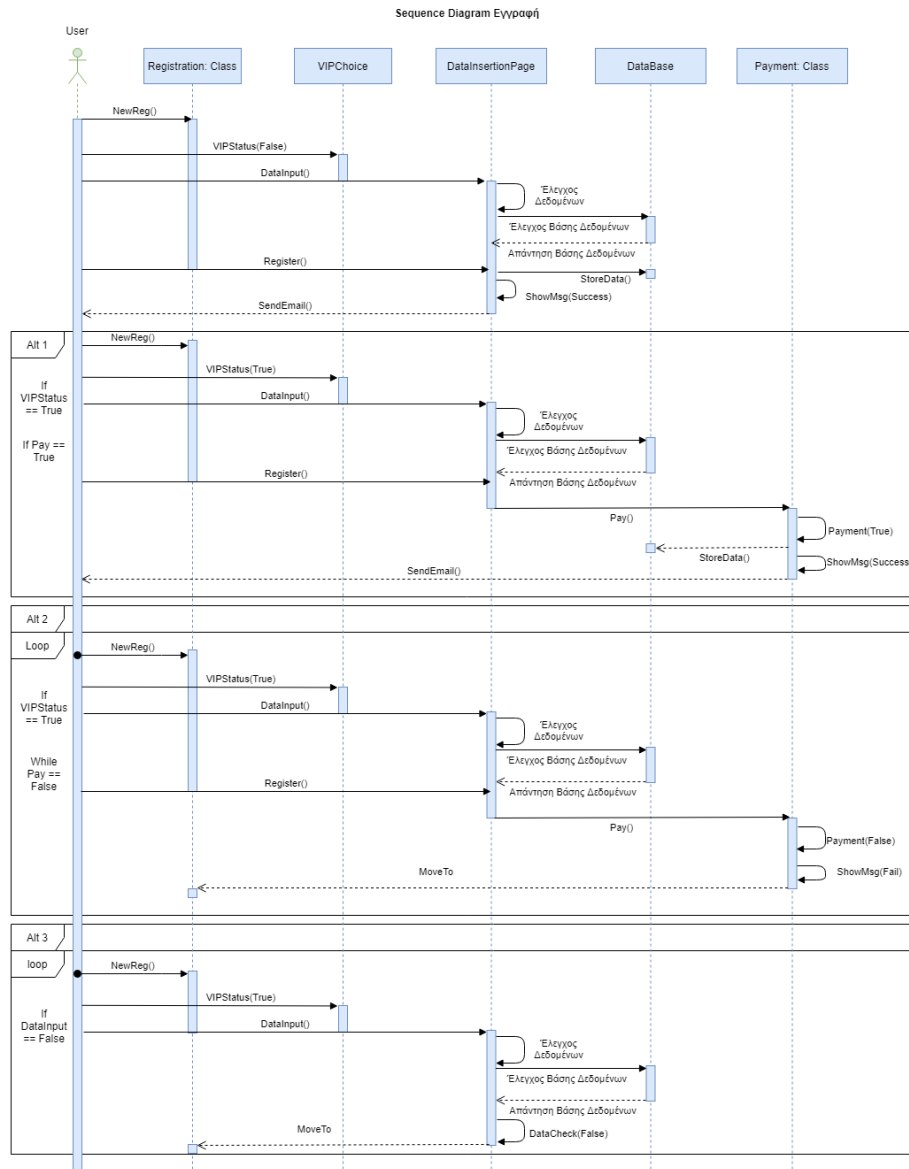 Sequence Diagram Εγγραφή
User
Registration: Class
VIPChoice
DataInsertionPage
DataBase
Payment: Class
NewReg()
VIPStatus(False)
DataInput()
Έλεγχος
Δεδομένων
Έλεγχος Βάσης Δεδομένων
Απάντηση Βάσης Δεδομένων
Register()
StoreData()
ShowMsg(Success)
SendEmail()
Alt 1
NewReg()
If
VIPStatus
== True
VIPStatus(True)
DataInput()
If Pay ==
True
Έλεγχος
Δεδομένων
Έλεγχος Βάσης Δεδομένων
Απάντηση Βάσης Δεδομένων
Register()
Pay()
Payment(True)
StoreData()
ShowMsg(Success
SendEmail()
Alt 2
Loop
NewReg()
If
VIPStatus
== True
VIPStatus(True)
DataInput()
Έλεγχος
Δεδομένων
While
Pay ==
False
Έλεγχος Βάσης Δεδομένων
Απάντηση Βάσης Δεδομένων
Register()
Pay()
Payment(False)
ShowMsg(Fail)
MoveTo
Alt 3
loop
NewReg()
If
DataInput
== False
VIPStatus(True)
DataInput()
Έλεγχος
Δεδομένων
Έλεγχος Βάσης Δεδομένων
Απάντηση Βάσης Δεδομένων
DataCheck(False)
MoveTo